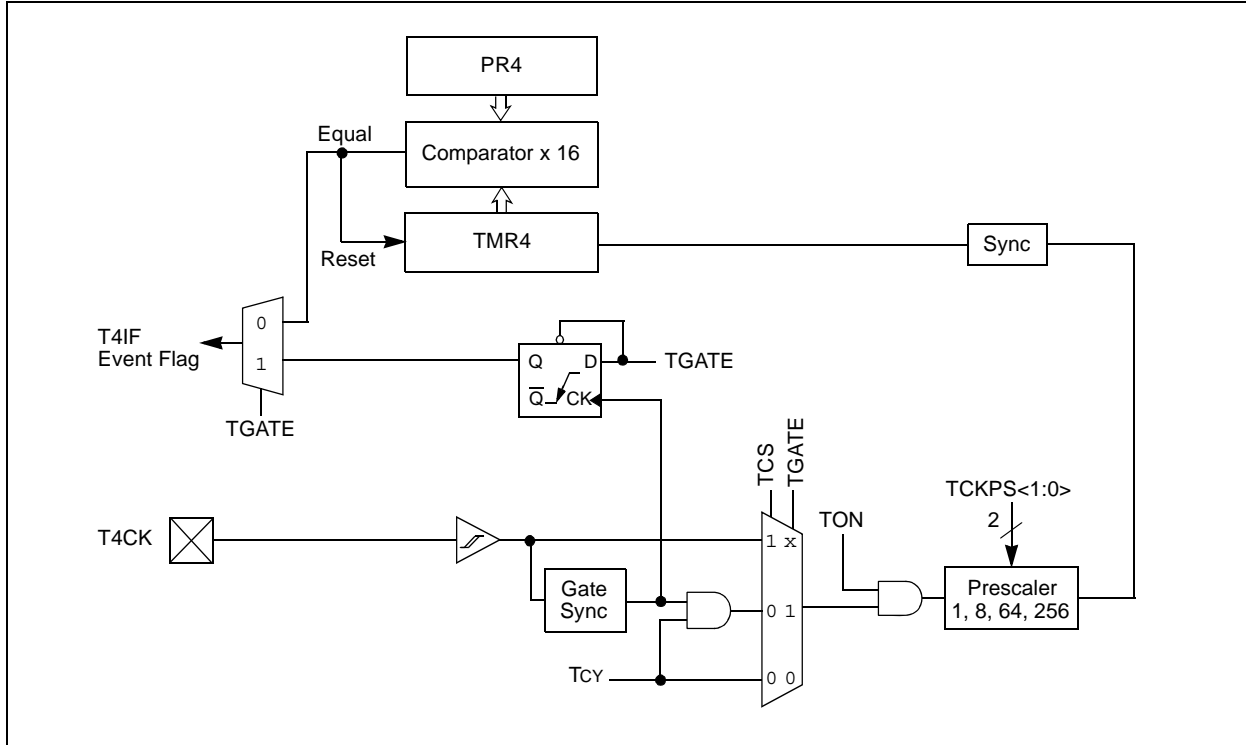 PR4
Equal
Comparator x 16
TMR4
Sync
Reset
T4IF
Event Flag
0
1
Q
D
TGATE
Q
CK
TGATE
TCS
TGATE
TCKPS<1:0>
2
TON
T4CK
1 x
Gate
Sync
Prescaler
1, 8, 64, 256
0 1
TCY
0 0